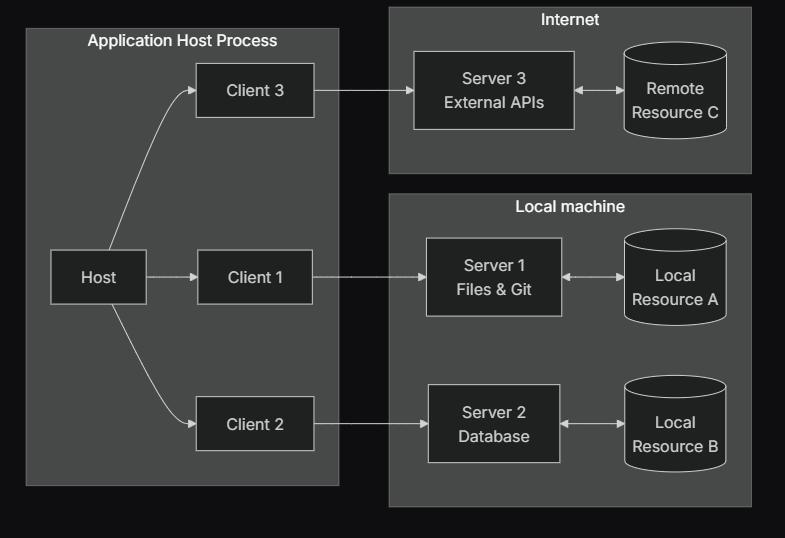 Application Host Process
Client 3
Host
Client 1
Client 2
Internet
Server 3
External APIs
Remote
Resource C
Local machine
Server 1
Files & Git
Local
Resource A
Server 2
Database
Local
Resource B